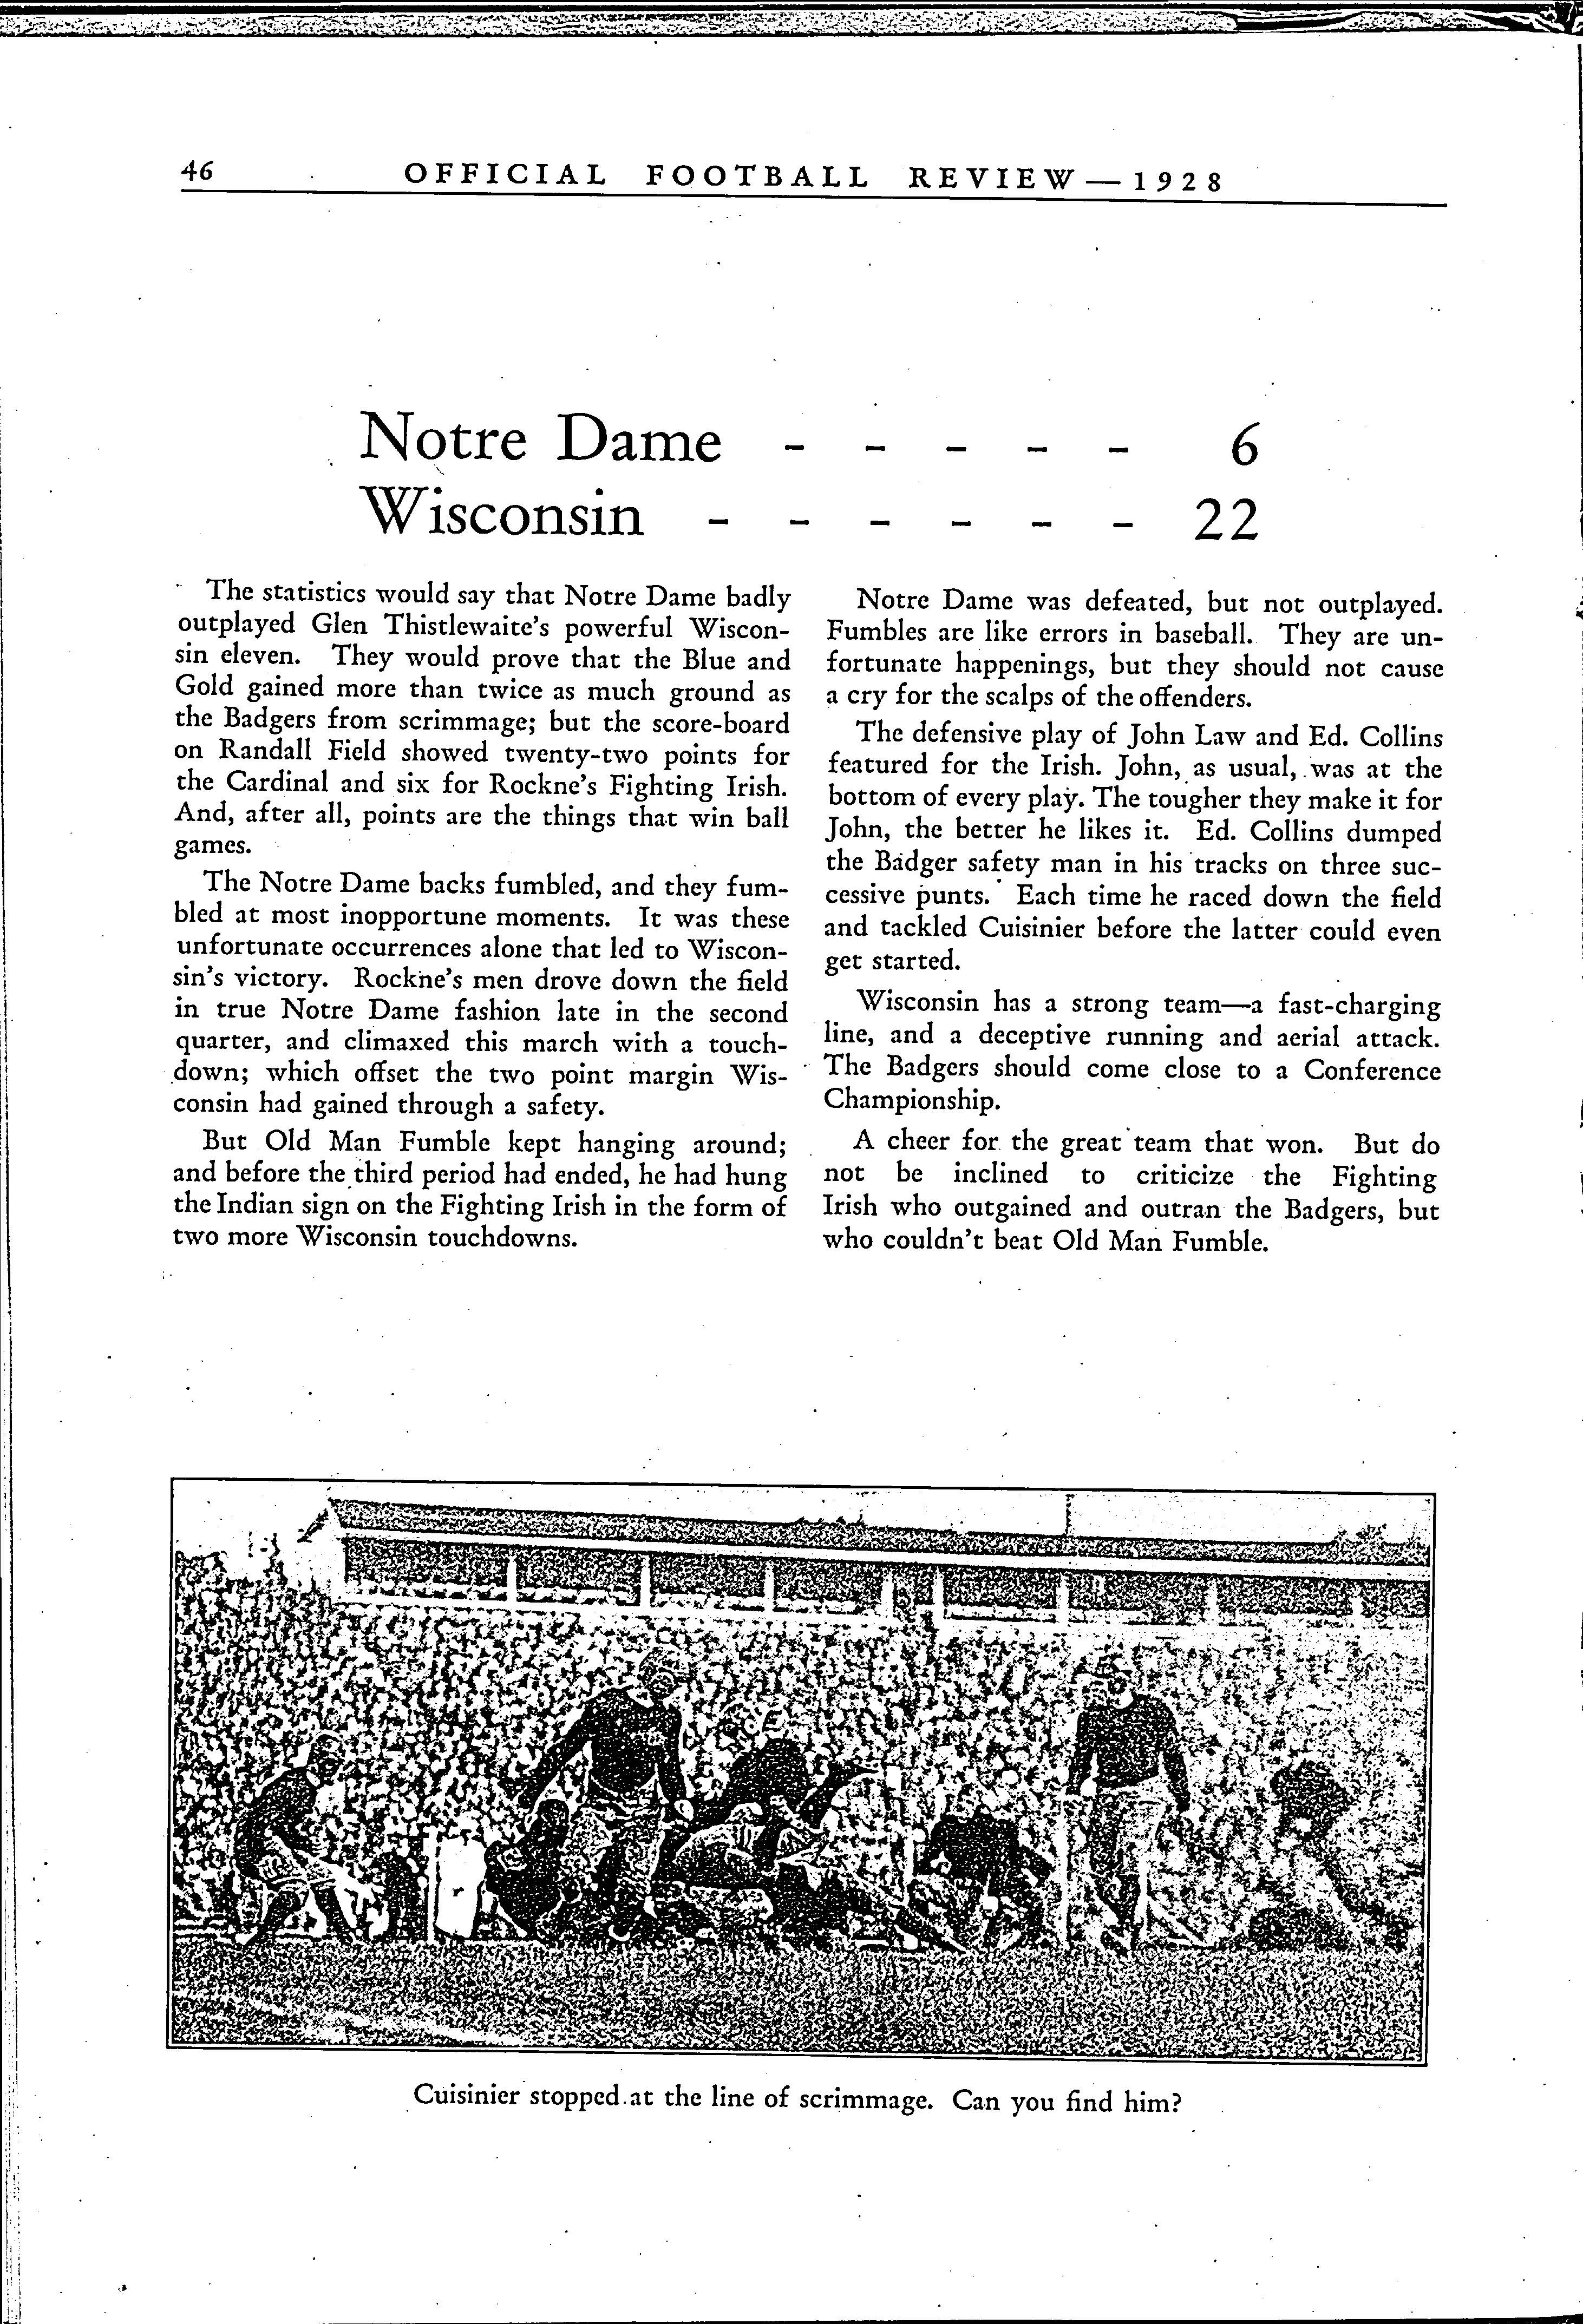 46
OFFICIAL FOOTBALL REVIEW—1928
Notre Dame - - - - - 6
Wisconsin - - - - - - 22
The statistics would say that Notre Dame badly
outplayed Glen Thistlewaite's powerful Wiscon-
sin eleven. They would prove that the Blue and
Gold gained more than twice as much ground as
the Badgers from scrimmage; but the score-board
on Randall Field showed twenty-two points for
the Cardinal and six for Rockne's Fighting Irish.
And, after all, points are the things that win ball
games.
The Notre Dame backs fumbled, and they fum-
bled at most inopportune moments. It was these
unfortunate occurrences alone that led to Wiscon-
sin's victory. Rockne's men drove down the field
in true Notre Dame fashion late in the second
quarter, and climaxed this march with a touch-
down; which offset the two point margin Wis-
consin had gained through a safety.
But Old Man Fumble kept hanging around;
and before the third period had ended, he had hung
the Indian sign on the Fighting Irish in the form of
two more Wisconsin touchdowns.
Notre Dame was defeated, but not outplayed.
Fumbles are like errors in baseball. They are un-
fortunate happenings, but they should not cause
a cry for the scalps of the offenders.
The defensive play of John Law and Ed. Collins
featured for the Irish. John, as usual, was at the
bottom of every play. The tougher they make it for
John, the better he likes it. Ed. Collins dumped
the Badger safety man in his tracks on three suc-
cessive punts. Each time he raced down the field
and tackled Cuisinier before the latter could even
get started.
Wisconsin has a strong team—a fast-charging
line, and a deceptive running and aerial attack.
The Badgers should come close to a Conference
Championship.
A cheer for the great team that won. But do
not be inclined to criticize the Fighting
Irish who outgained and outran the Badgers, but
who couldn't beat Old Man Fumble.
Cuisinier stopped at the line of scrimmage. Can you find him?